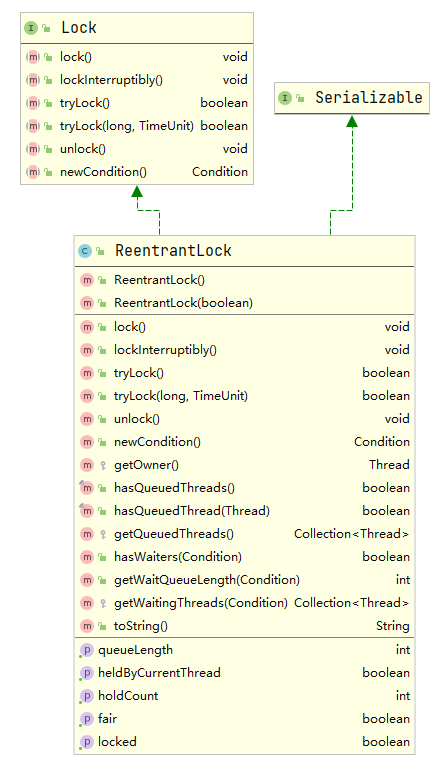 Lock
lock() void
lockInterruptibly() void
tryLock() boolean
tryLock(long, TimeUnit) boolean
unlock() void
newCondition() Condition
Serializable
ReentrantLock
ReentrantLock()
ReentrantLock(boolean)
lock() void
lockInterruptibly() void
tryLock() boolean
tryLock(long, TimeUnit) boolean
unlock() void
newCondition() Condition
getOwner() Thread
hasQueuedThreads() boolean
hasQueuedThread(Thread) boolean
getQueuedThreads() Collection<Thread>
hasWaiters(Condition) boolean
getWaitQueueLength(Condition) int
getWaitingThreads(Condition) Collection<Thread>
toString() String
queueLength int
heldByCurrentThread boolean
holdCount int
fair boolean
locked boolean